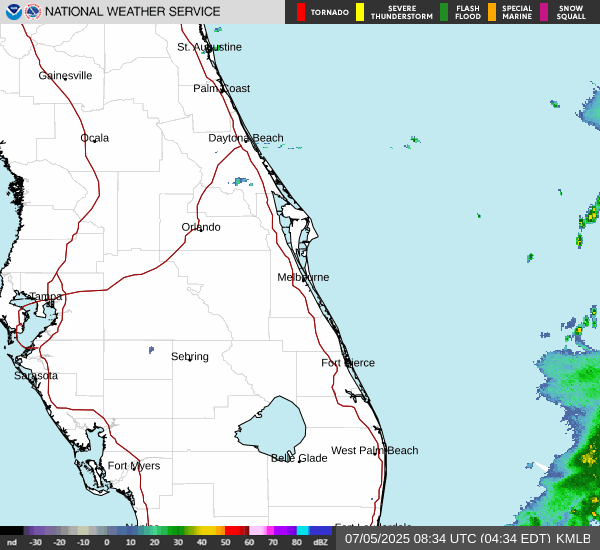 NATIONAL WEATHER SERVICE
TORNADO
SEVERE THUNDERSTORM
FLASH FLOOD
SPECIAL MARINE
SNOW SQUALL
St. Augustine
Gainesville
Palm Coast
Ocala
Daytona Beach
Orlando
Melbourne
Tampa
Sebring
Fort Pierce
Sarasota
West Palm Beach
Belle Glade
Fort Myers
Fort Lauderdale
nd -30 -20 -10 0 10 20 30 40 50 60 70 80 dBZ
07/05/2025 08:34 UTC (04:34 EDT) KMLB